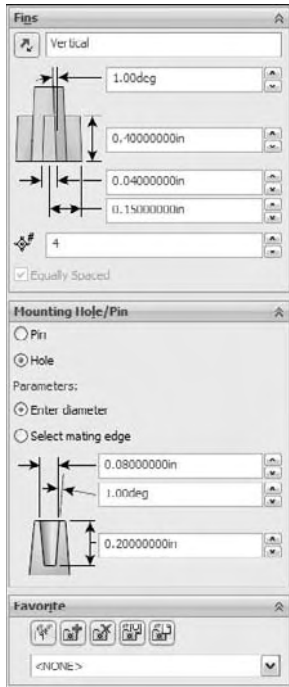 Fins
Vertical
1.00deg
0.40000000in
0.04000000in
0.15000000in
#
4
Equally Spaced
Mounting Hole/Pin
Pin
Hole
Parameters:
Enter diameter
Select mating edge
0.08000000in
1.00deg
0.20000000in
Favorite
<NONE>